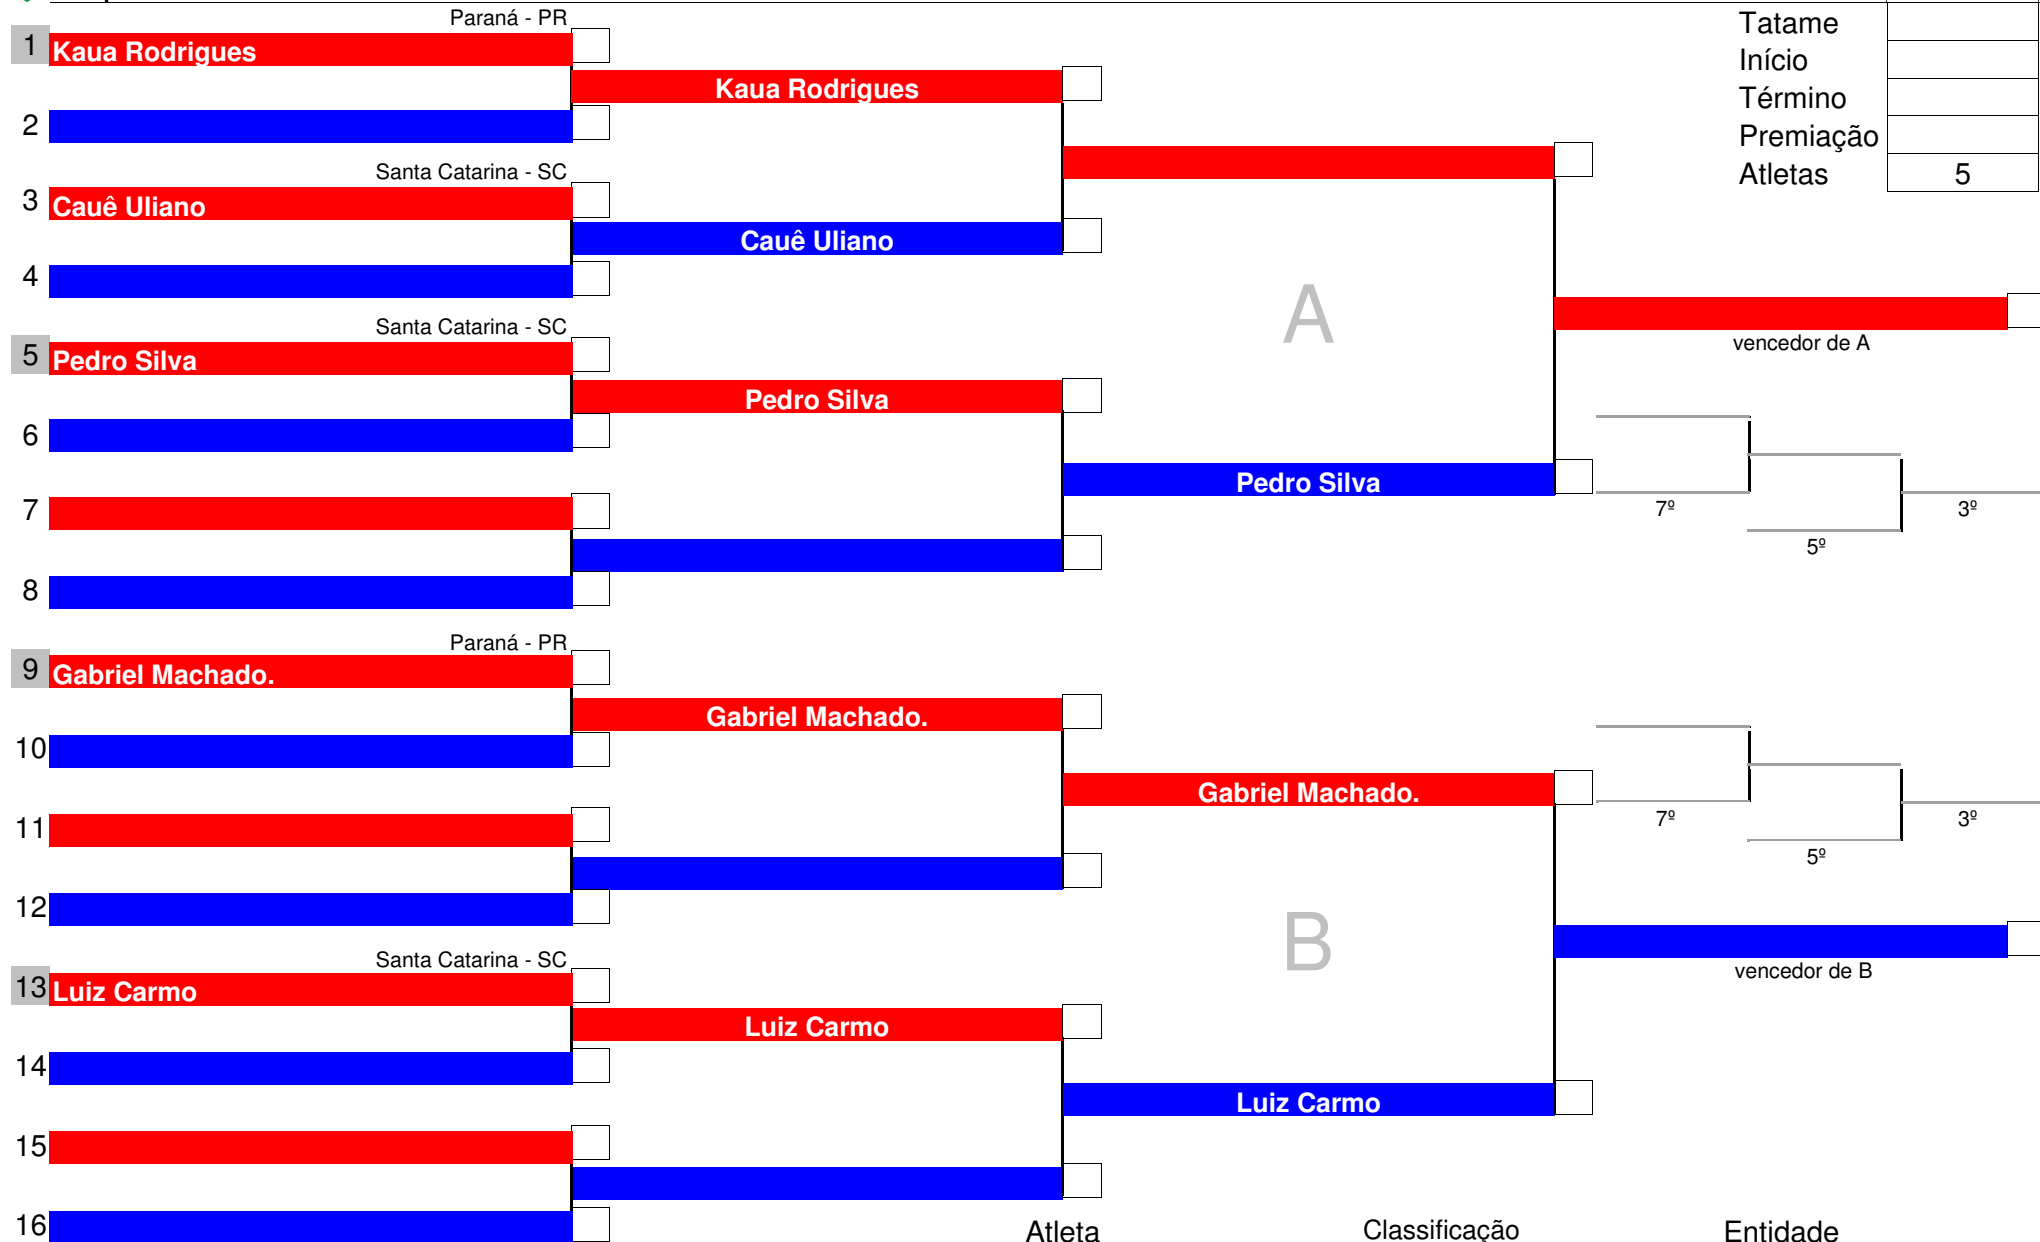 Paraná - PR
Tatame
1 Kaua Rodrigues
Início
Kaua Rodrigues
Término
2
Premiação
Santa Catarina - SC
Atletas 5
3 Cauê Uliano
Cauê Uliano
4
A
Santa Catarina - SC
vencedor de A
5 Pedro Silva
Pedro Silva
6
Pedro Silva
7
7º 3º
5º
8
Paraná - PR
9 Gabriel Machado.
Gabriel Machado.
10
Gabriel Machado.
7º 3º
11
5º
12
B
Santa Catarina - SC
vencedor de B
13 Luiz Carmo
Luiz Carmo
14
Luiz Carmo
15
16
Atleta Classificação Entidade